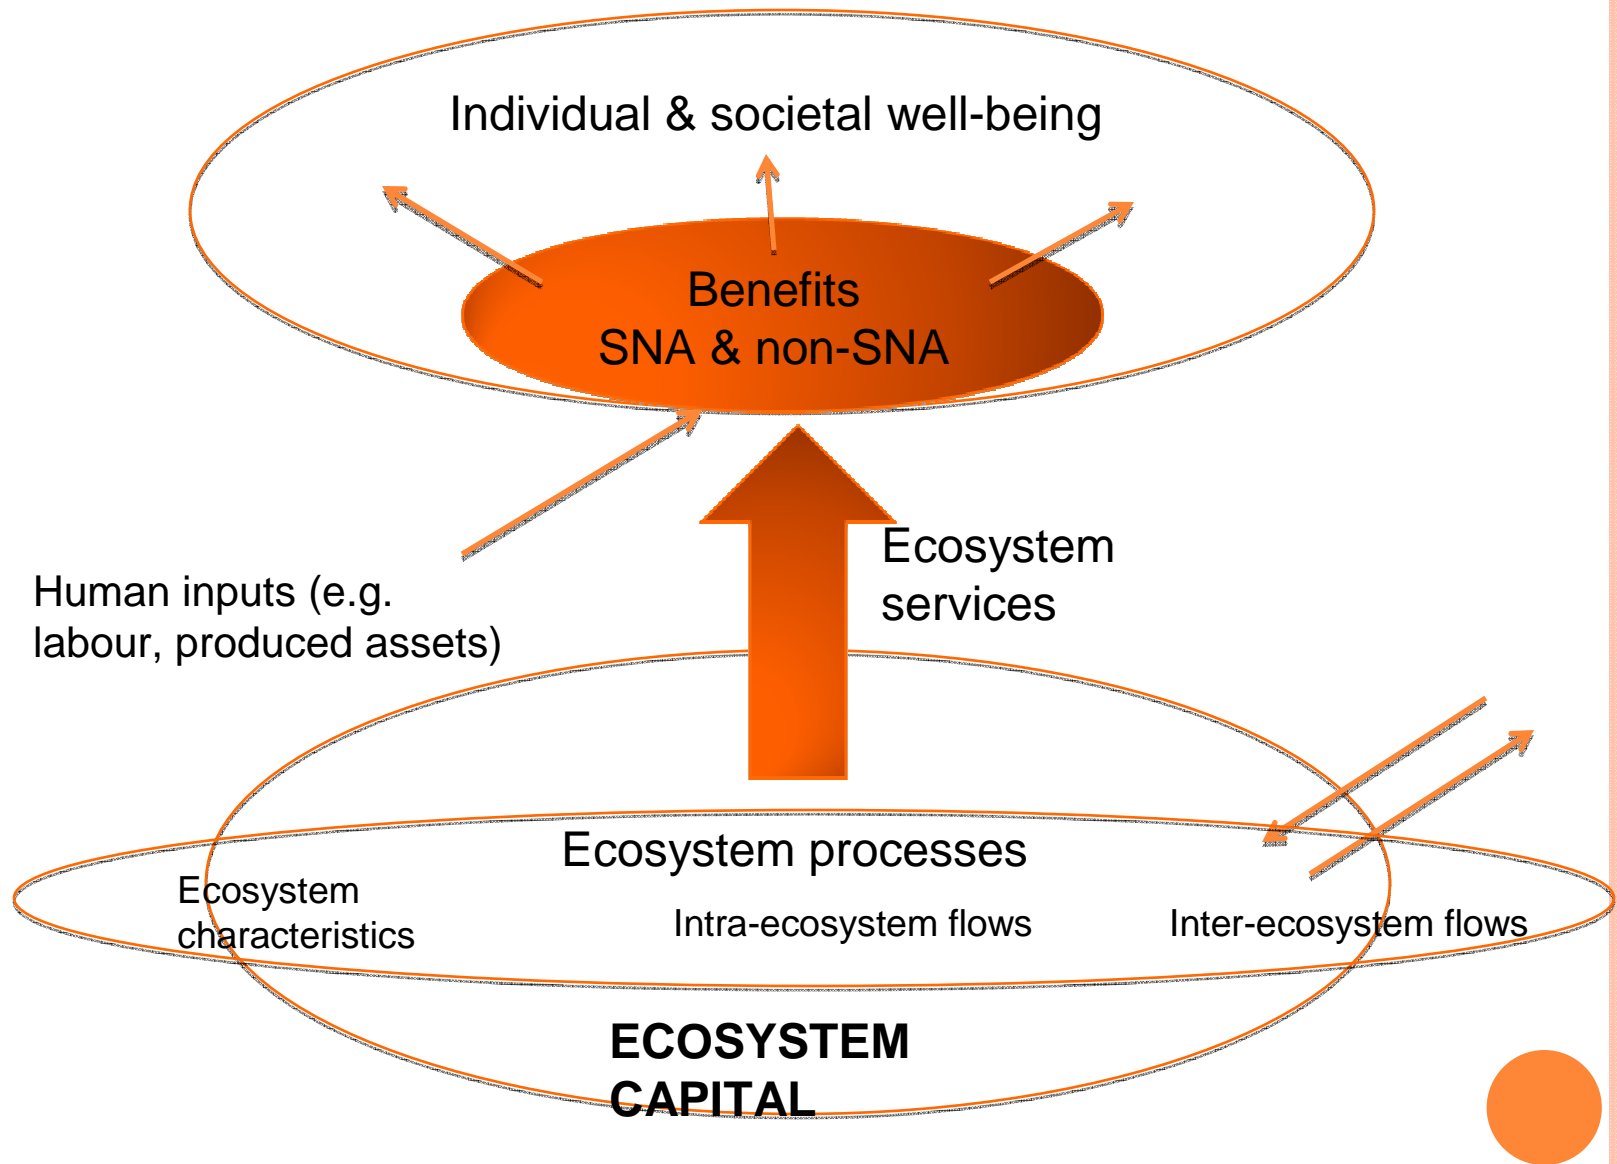 Individual & societal well-being
Benefits
SNA & non-SNA
Ecosystem
services
Human inputs (e.g.
labour, produced assets)
Ecosystem processes
Ecosystem
characteristics
Intra-ecosystem flows
Inter-ecosystem flows
ECOSYSTEM
CAPITAL